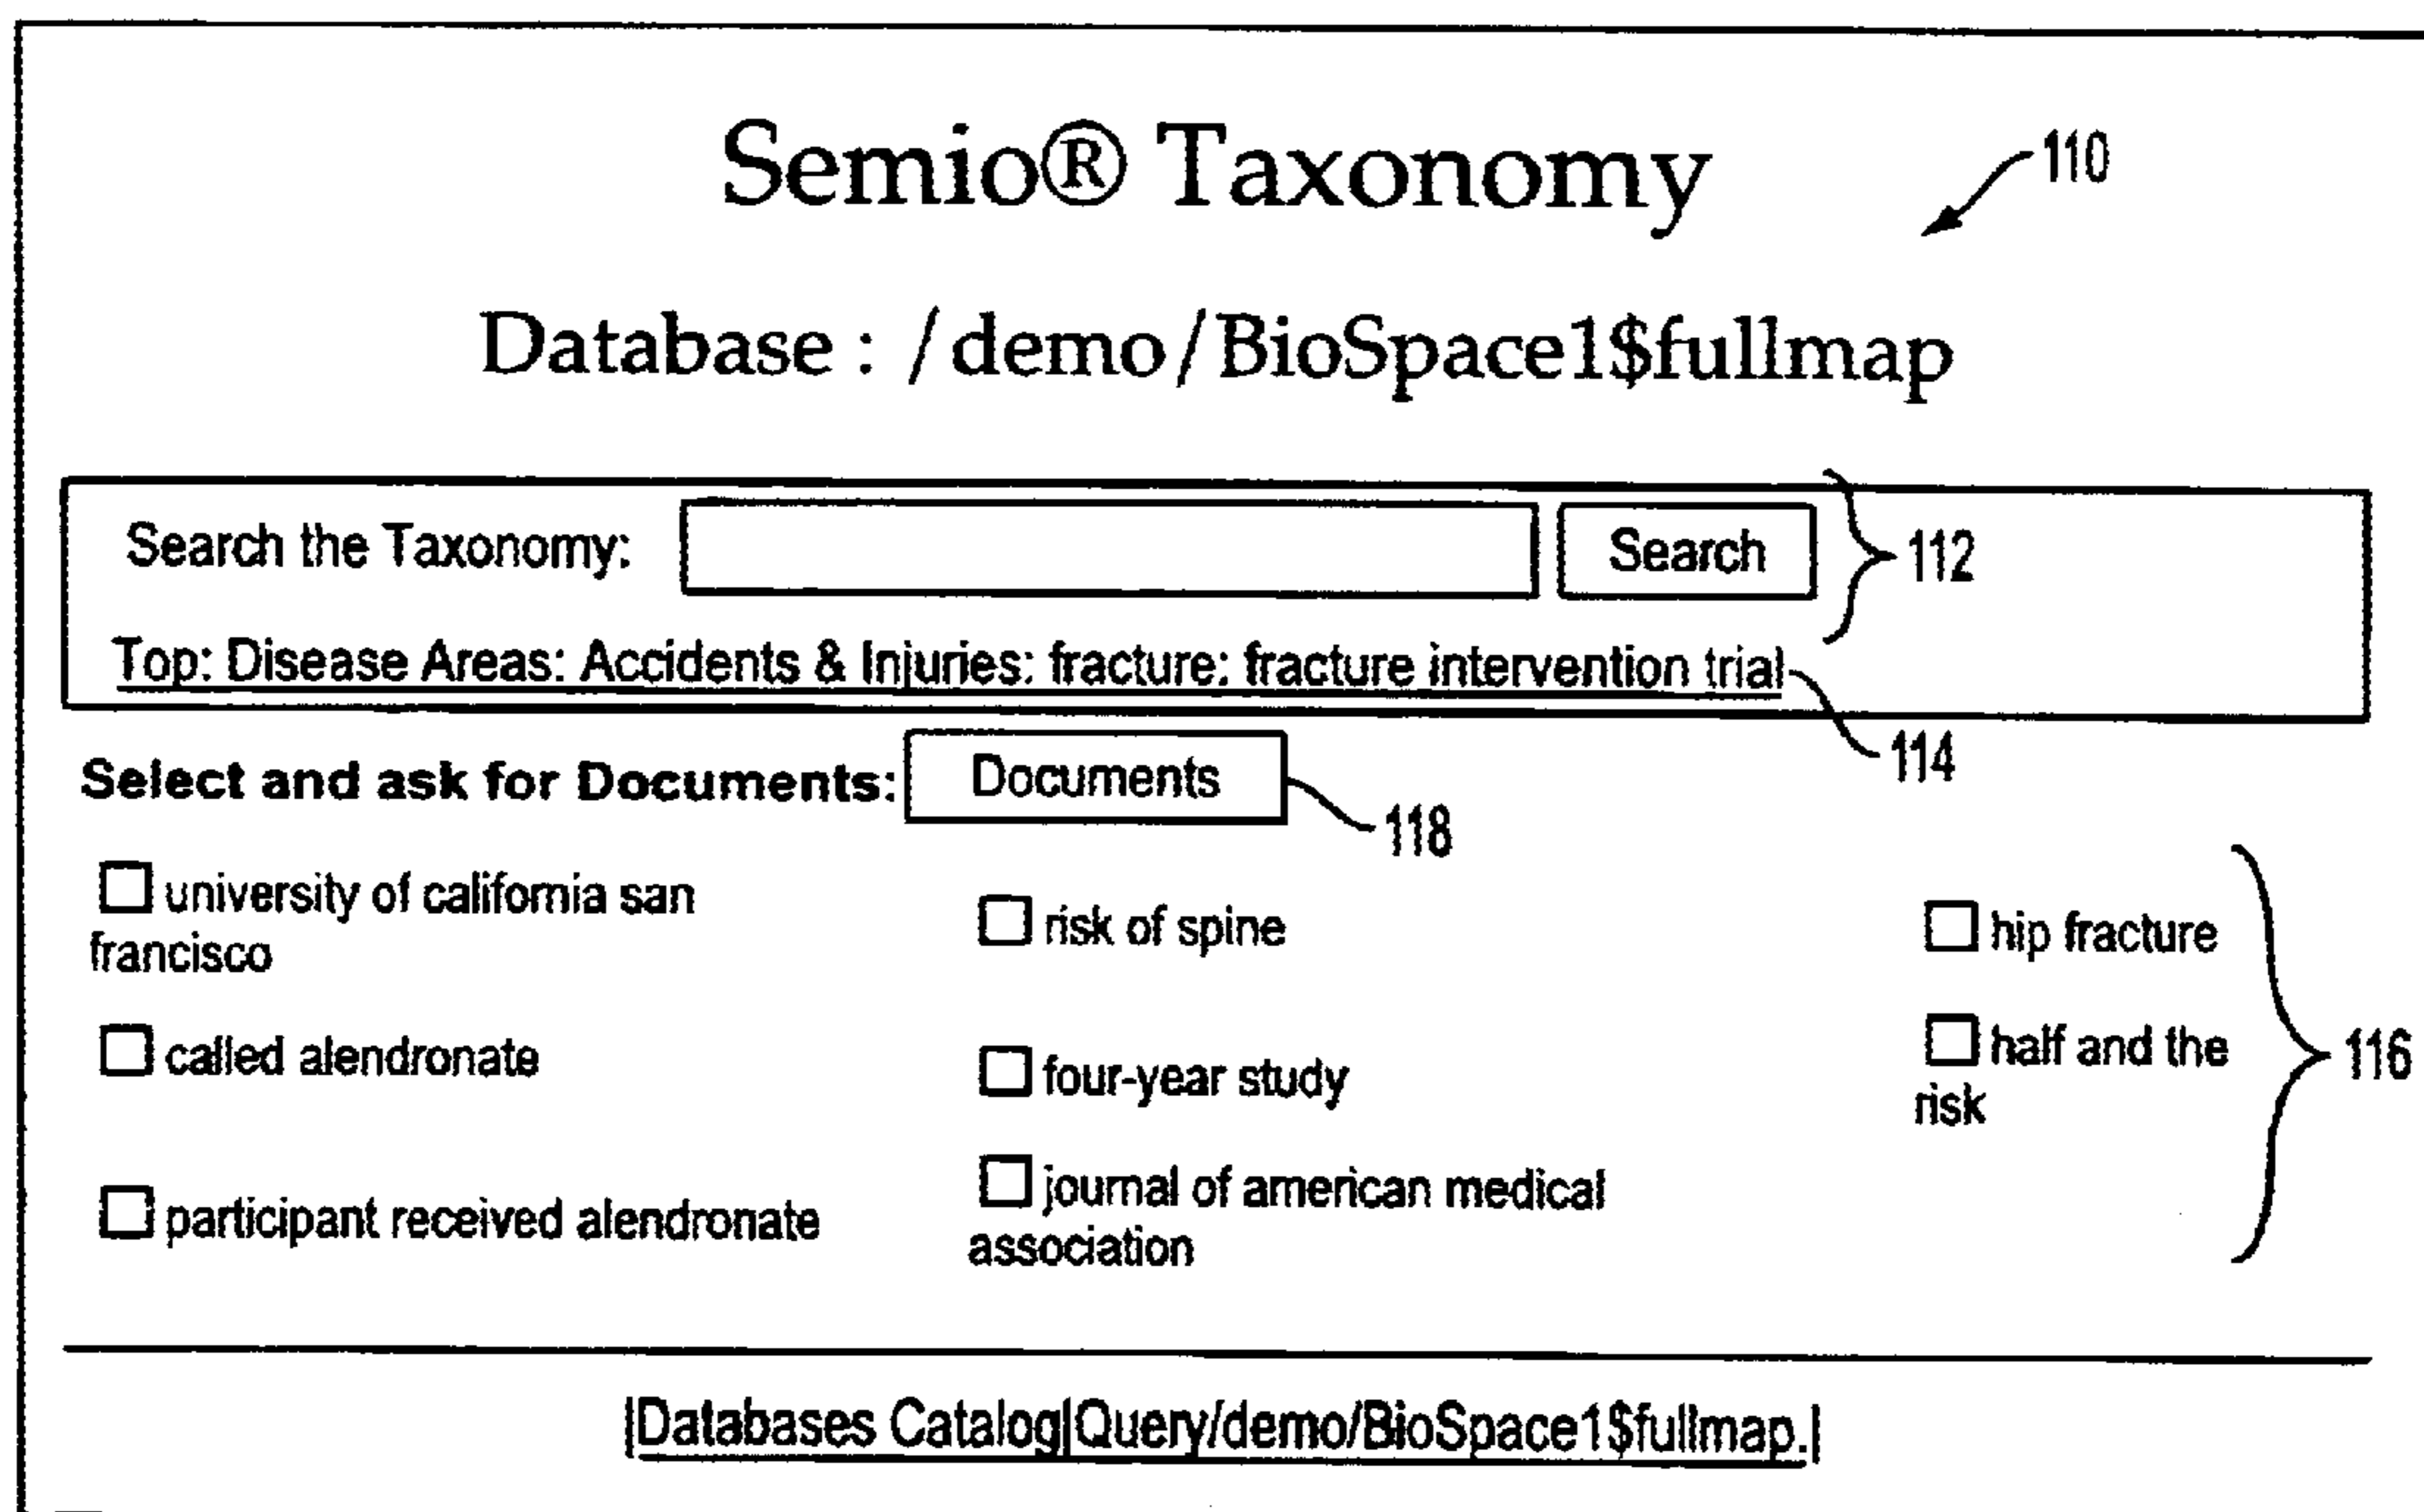 Semio® Taxonomy
110
Database : /demo/BioSpace1$fullmap
Search the Taxonomy: Search
112
Top: Disease Areas: Accidents & Injuries: fracture: fracture intervention trial
114
Select and ask for Documents: Documents
118
university of california san
francisco
risk of spine
hip fracture
called alendronate
four-year study
half and the
risk
116
participant received alendronate
journal of american medical
association
|Databases Catalog|Query/demo/BioSpace1$fullmap.|